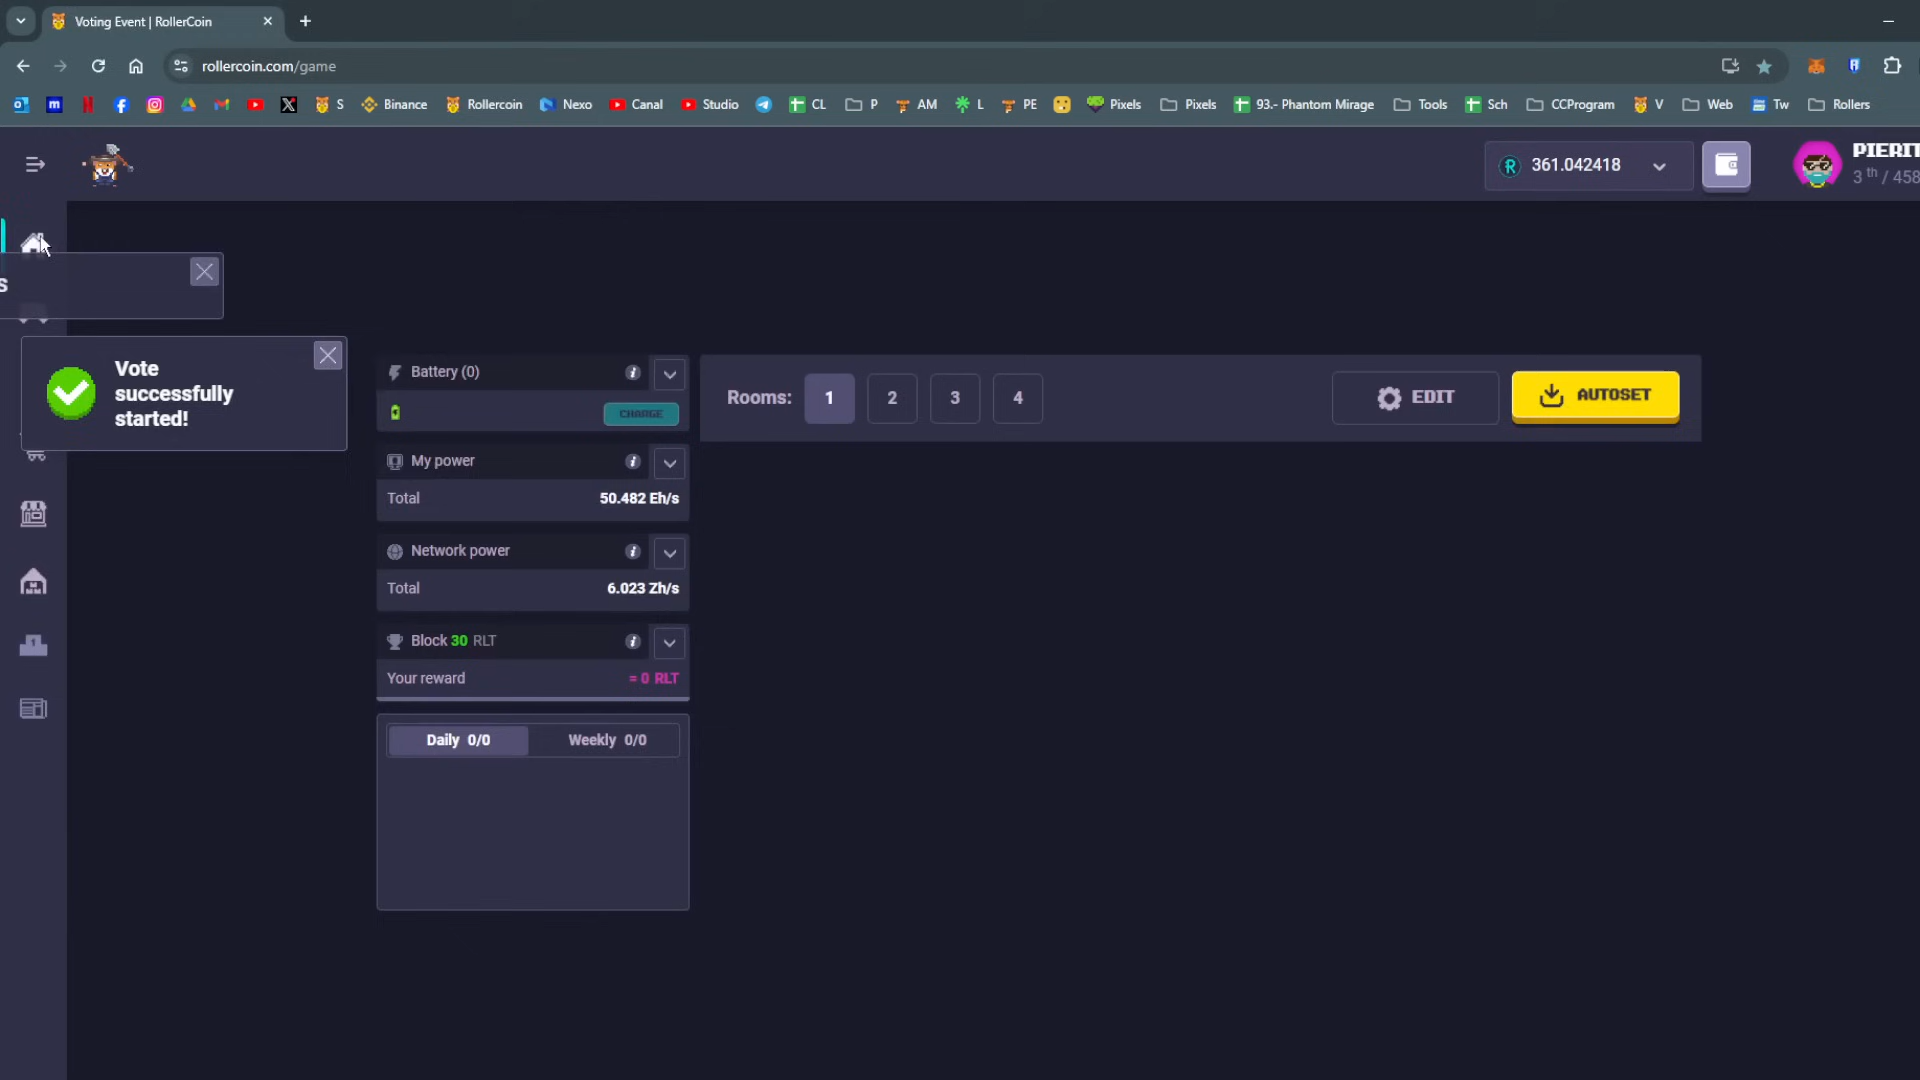 Voting Event | RollerCoin
rollercoin.com/game
S Binance Rollercoin Nexo Canal Studio CL P AM L PE Pixels Pixels 93.- Phantom Mirage Tools Sch CCProgram V Web Tw Rollers
361.042418
PIERIT
3 th / 458
s
Vote
successfully
started!
Battery (0)
CHARGE
Rooms: 1 2 3 4
EDIT
AUTOSET
My power
Total 50.482 Eh/s
Network power
Total 6.023 Zh/s
Block 30 RLT
Your reward = 0 RLT
Daily 0/0 Weekly 0/0